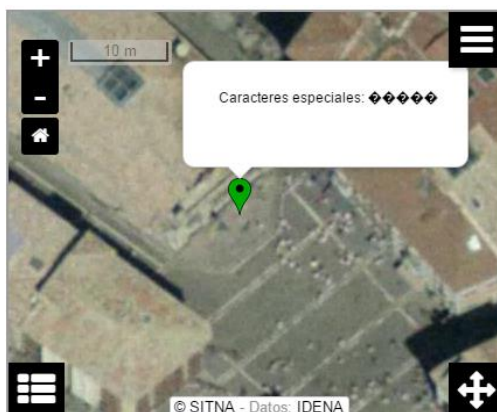 +
10 m
-
Caracteres especiales: �����
© SITNA - Datos: IDENA